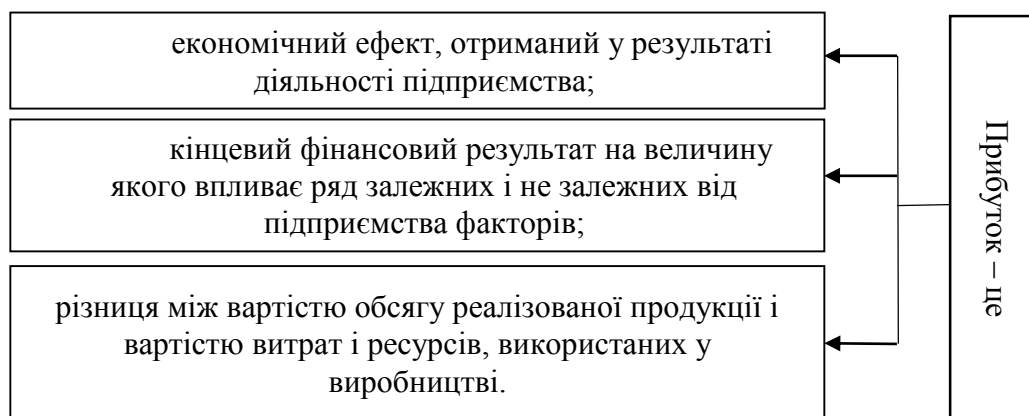 Прибуток – це
економічний ефект, отриманий у результаті
діяльності підприємства;
кінцевий фінансовий результат на величину
якого впливає ряд залежних і не залежних від
підприємства факторів;
різниця між вартістю обсягу реалізованої продукції і
вартістю витрат і ресурсів, використаних у
виробництві.